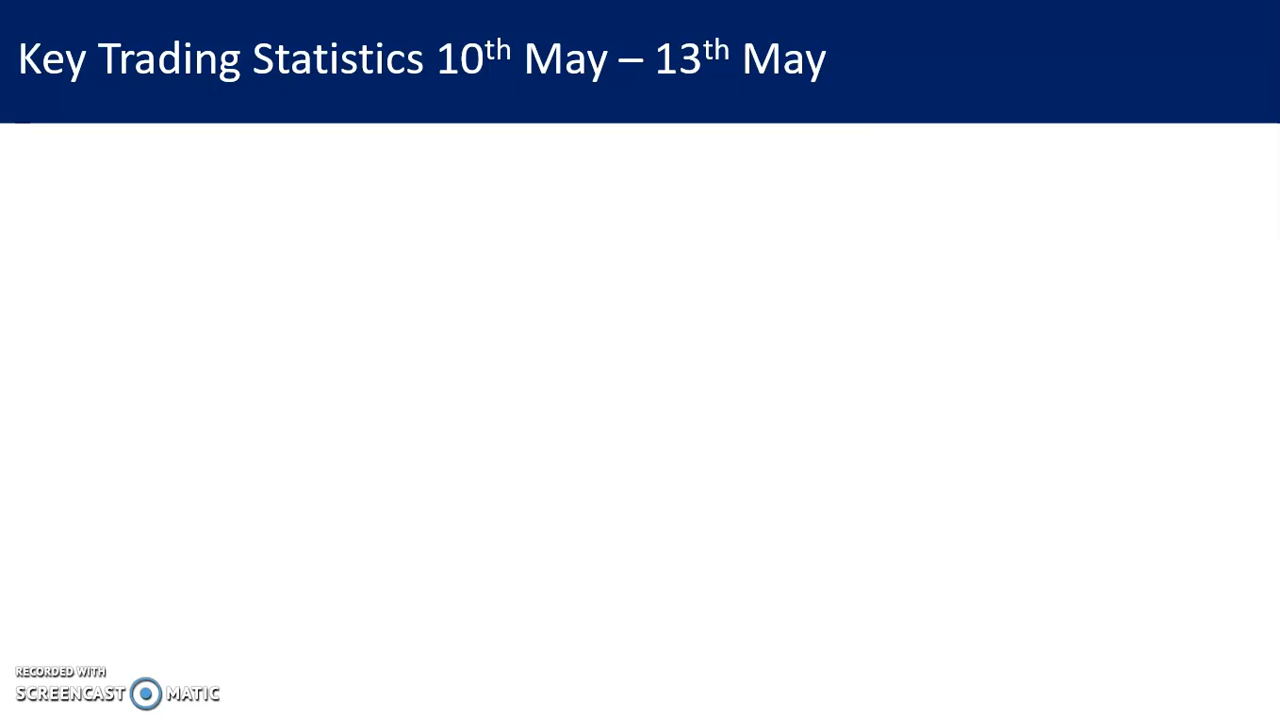 Key Trading Statistics 10th May – 13th May
RECORDED WITH
SCREENCAST MATIC